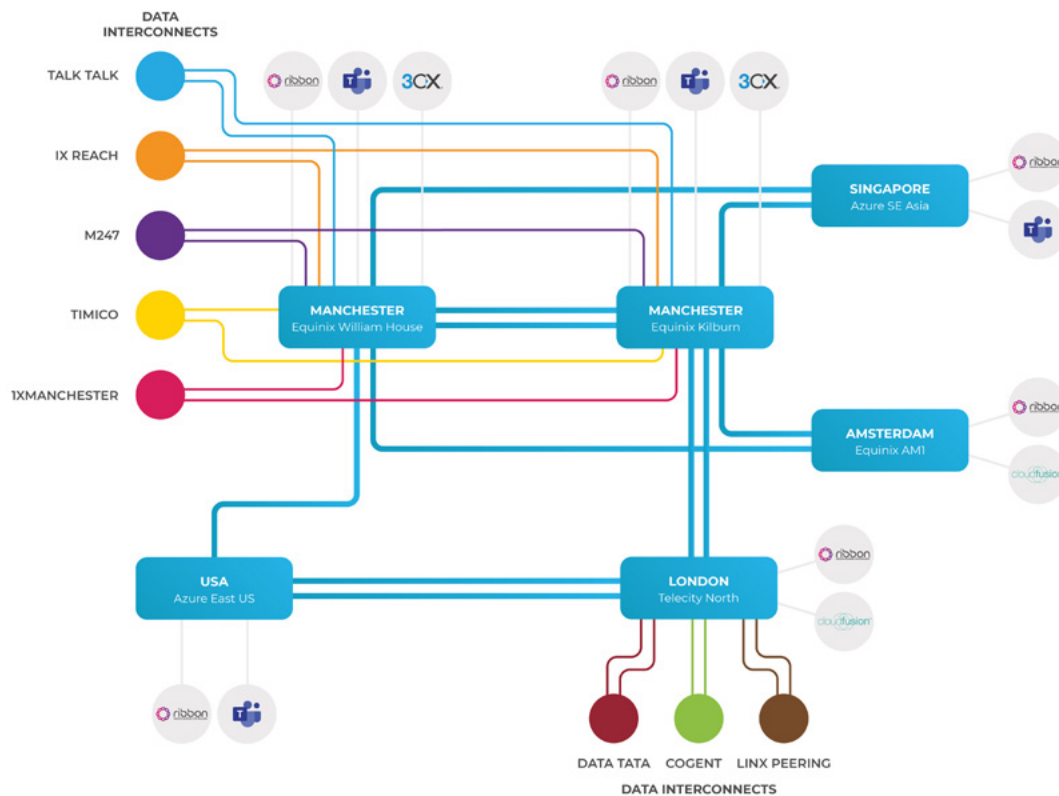 DATA
INTERCONNECTS
TALK TALK
ribbon
T
3CX
ribbon
T
3CX
IX REACH
ribbon
SINGAPORE
Azure SE Asia
T
M247
TIMICO
MANCHESTER
Equinix William House
MANCHESTER
Equinix Kilburn
1XMANCHESTER
ribbon
AMSTERDAM
Equinix AM1
cloudfusion
ribbon
USA
Azure East US
LONDON
Telecity North
cloudfusion
ribbon
T
DATA TATA
COGENT
LINX PEERING
DATA INTERCONNECTS